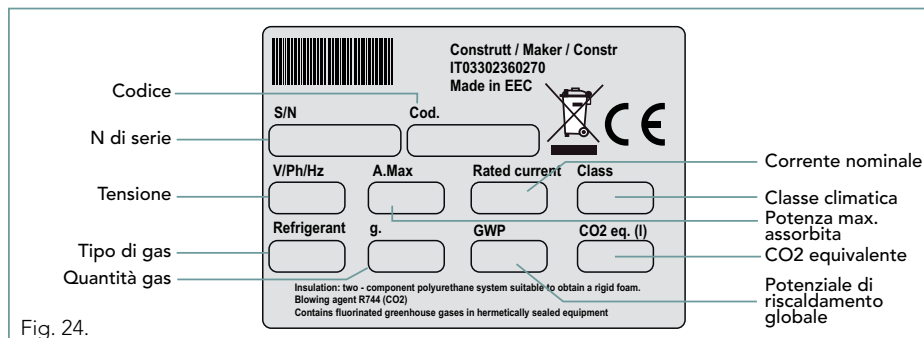 Construtt / Maker / Constr
IT03302360270
Made in EEC
Codice
S/N
Cod.
N di serie
V/Ph/Hz
A.Max
Rated current
Class
Corrente nominale
Tensione
Classe climatica
Potenza max.
assorbita
Refrigerant
g.
GWP
CO2 eq. (l)
Tipo di gas
CO2 equivalente
Quantità gas
Potenziale di
riscaldamento
globale
Insulation: two - component polyurethane system suitable to obtain a rigid foam.
Blowing agent R744 (CO2)
Contains fluorinated greenhouse gases in hermetically sealed equipment
Fig. 24.